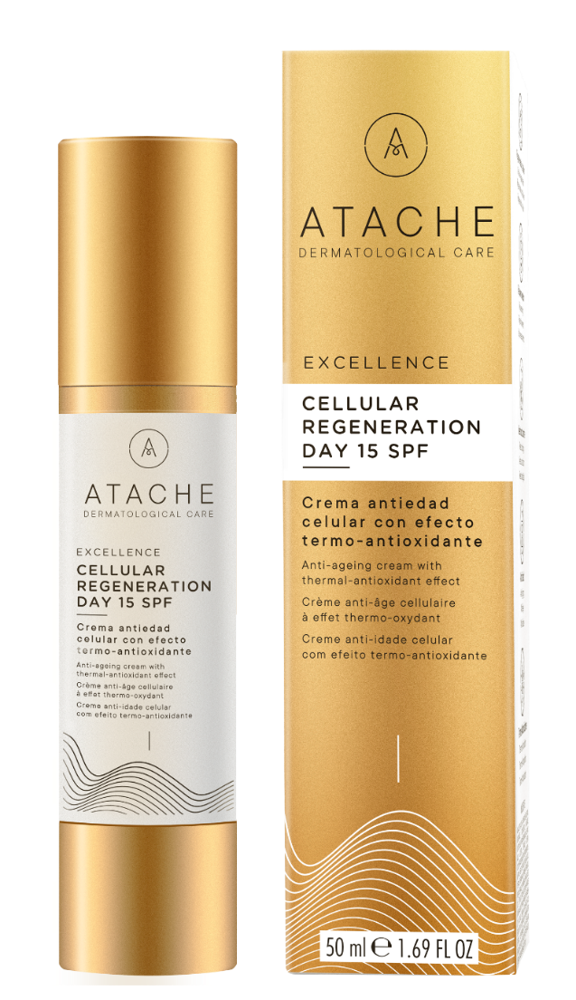 ATACHE
DERMATOLOGICAL CARE
EXCELLENCE
CELLULAR
REGENERATION
DAY 15 SPF
Crema antiedad
celular con efecto
termo-antioxidante
Anti-ageing cream with
thermal-antioxidant effect
Crème anti-âge cellulaire
à effet thermo-oxydant
Creme anti-idade celular
com efeito termo-antioxidante
ATACHE
DERMATOLOGICAL CARE
EXCELLENCE
CELLULAR
REGENERATION
DAY 15 SPF
Crema antiedad
celular con efecto
termo-antioxidante
Anti-ageing cream with
thermal-antioxidant effect
Crème anti-âge cellulaire
à effet thermo-oxydant
Creme anti-idade celular
com efeito termo-antioxidante
50 ml ℮ 1.69 FL OZ